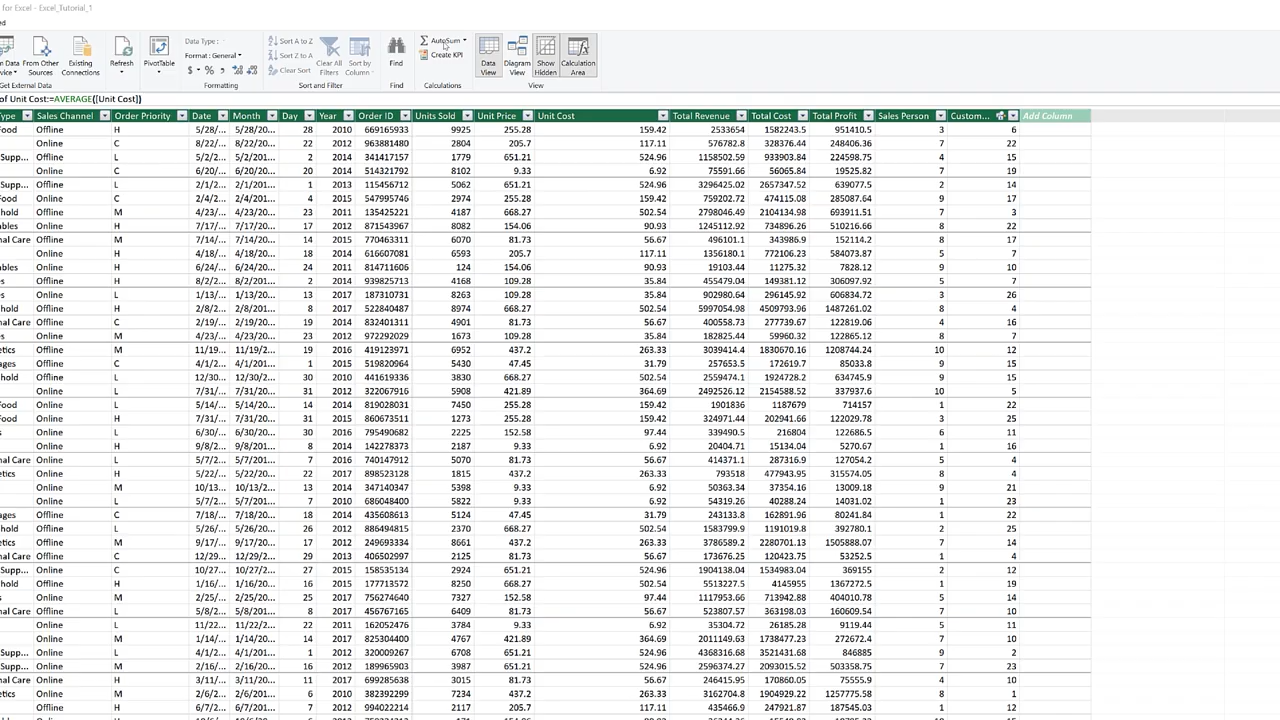 for Excel - Excel_Tutorial_1
ed
m Data From Other Existing Refresh PivotTable Data Type : Format : General $ % Sort A to Z Sort Z to A Clear Sort Clear All Sort by Find AutoSum Create KPI Data Diagram Show Calculation
vice Sources Connections Filters Column View View Hidden Area
Get External Data Formatting Sort and Filter Find Calculations View
of Unit Cost:=AVERAGE([Unit Cost])
Type Sales Channel Order Priority Date Month Day Year Order ID Units Sold Unit Price Unit Cost Total Revenue Total Cost Total Profit Sales Person Custom... Add Column
Food Offline H 5/28/... 5/28/20... 28 2010 669165933 9925 255.28 159.42 2533654 1582243.5 951410.5 3 6
Online C 8/22/... 8/22/20... 22 2012 963881480 2804 205.7 117.11 576782.8 328376.44 248406.36 7 22
Supp... Offline L 5/2/2... 5/2/201... 2 2014 341417157 1779 651.21 524.96 1158502.59 933903.84 224598.75 4 15
Online C 6/20/... 6/20/20... 20 2014 514321792 8102 9.33 6.92 75591.66 56065.84 19525.82 7 19
Supp... Offline L 2/1/2... 2/1/201... 1 2013 115456712 5062 651.21 524.96 3296425.02 2657347.52 639077.5 2 14
Food Online C 2/4/2... 2/4/201... 4 2015 547995746 2974 255.28 159.42 759202.72 474115.08 285087.64 9 17
hold Online M 4/23/... 4/23/20... 23 2011 135425221 4187 668.27 502.54 2798046.49 2104134.98 693911.51 7 3
ables Online H 7/17/... 7/17/20... 17 2012 871543967 8082 154.06 90.93 1245112.92 734896.26 510216.66 8 22
nal Care Offline M 7/14/... 7/14/20... 14 2015 770463311 6070 81.73 56.67 496101.1 343986.9 152114.2 8 17
Online H 4/18/... 4/18/20... 18 2014 616607081 6593 205.7 117.11 1356180.1 772106.23 584073.87 5 7
ables Online H 6/24/... 6/24/20... 24 2011 814711606 124 154.06 90.93 19103.44 11275.32 7828.12 9 10
es Offline H 8/2/2... 8/2/201... 2 2014 939825713 4168 109.28 35.84 455479.04 149381.12 306097.92 5 7
es Online L 1/13/... 1/13/20... 13 2017 187310731 8263 109.28 35.84 902980.64 296145.92 606834.72 3 26
hold Offline H 2/8/2... 2/8/201... 8 2017 522840487 8974 668.27 502.54 5997054.98 4509793.96 1487261.02 8 4
nal Care Offline C 2/19/... 2/19/20... 19 2014 832401311 4901 81.73 56.67 400558.73 277739.67 122819.06 4 16
es Online M 4/23/... 4/23/20... 23 2012 972292029 1673 109.28 35.84 182825.44 59960.32 122865.12 8 7
etics Offline M 11/19... 11/19/2... 19 2016 419123971 6952 437.2 263.33 3039414.4 1830670.16 1208744.24 10 12
ages Offline C 4/1/2... 4/1/201... 1 2015 519820964 5430 47.45 31.79 257653.5 172619.7 85033.8 9 15
hold Offline L 12/30... 12/30/2... 30 2010 441619336 3830 668.27 502.54 2559474.1 1924728.2 634745.9 9 15
Online L 7/31/... 7/31/20... 31 2012 322067916 5908 421.89 364.69 2492526.12 2154588.52 337937.6 10 5
Food Online L 5/14/... 5/14/20... 14 2014 819028031 7450 255.28 159.42 1901836 1187679 714157 1 22
Food Offline H 7/31/... 7/31/20... 31 2015 860673511 1273 255.28 159.42 324971.44 202941.66 122029.78 3 25
s Online L 6/30/... 6/30/20... 30 2016 795490682 2225 152.58 97.44 339490.5 216804 122686.5 6 11
Online H 9/8/2... 9/8/201... 8 2014 142278373 2187 9.33 6.92 20404.71 15134.04 5270.67 1 16
nal Care Online L 5/7/2... 5/7/201... 7 2016 740147912 5070 81.73 56.67 414371.1 287316.9 127054.2 5 4
etics Online H 5/22/... 5/22/20... 22 2017 898523128 1815 437.2 263.33 793518 477943.95 315574.05 8 4
Online M 10/13... 10/13/2... 13 2014 347140347 5398 9.33 6.92 50363.34 37354.16 13009.18 9 21
Online L 5/7/2... 5/7/201... 7 2010 686048400 5822 9.33 6.92 54319.26 40288.24 14031.02 1 23
ages Offline C 7/18/... 7/18/20... 18 2014 435608613 5124 47.45 31.79 243133.8 162891.96 80241.84 1 22
hold Offline L 5/26/... 5/26/20... 26 2012 886494815 2370 668.27 502.54 1583799.9 1191019.8 392780.1 2 25
etics Offline M 9/17/... 9/17/20... 17 2012 249693334 8661 437.2 263.33 3786589.2 2280701.13 1505888.07 7 12
nal Care Offline C 12/29... 12/29/2... 29 2013 406502997 2125 81.73 56.67 173676.25 120423.75 53252.5 1 4
Supp... Online C 10/27... 10/27/2... 27 2015 158535134 2924 651.21 524.96 1904138.04 1534983.04 369155 2 12
hold Offline H 1/16/... 1/16/20... 16 2015 177713572 8250 668.27 502.54 5513227.5 4145955 1367272.5 1 19
s Online M 2/25/... 2/25/20... 25 2017 756274640 7327 152.58 97.44 1117953.66 713942.88 404010.78 5 14
nal Care Offline L 5/8/2... 5/8/201... 8 2017 456767165 6409 81.73 56.67 523807.57 363198.03 160609.54 7 10
Online L 11/22... 11/22/2... 22 2011 162052476 3784 9.33 6.92 35304.72 26185.28 9119.44 5 11
Online M 1/14/... 1/14/20... 14 2017 825304400 4767 421.89 364.69 2011149.63 1738477.23 272672.4 7 10
Supp... Online L 4/1/2... 4/1/201... 1 2012 320009267 6708 651.21 524.96 4368316.68 3521431.68 846885 9 2
Supp... Online M 2/16/... 2/16/20... 16 2014 189965903 3987 651.21 524.96 2596374.27 2093015.52 503358.75 7 23
nal Care Offline H 3/11/... 3/11/20... 11 2017 699285638 3015 81.73 56.67 246415.95 170860.05 75555.9 4 10
etics Online M 2/6/2... 2/6/201... 6 2010 382392299 7234 437.2 263.33 3162704.8 1904929.22 1257775.58 8 1
Offline H 6/7/2... 6/7/201... 7 2012 994022214 2117 205.7 117.11 435466.9 247921.87 187545.03 1 12